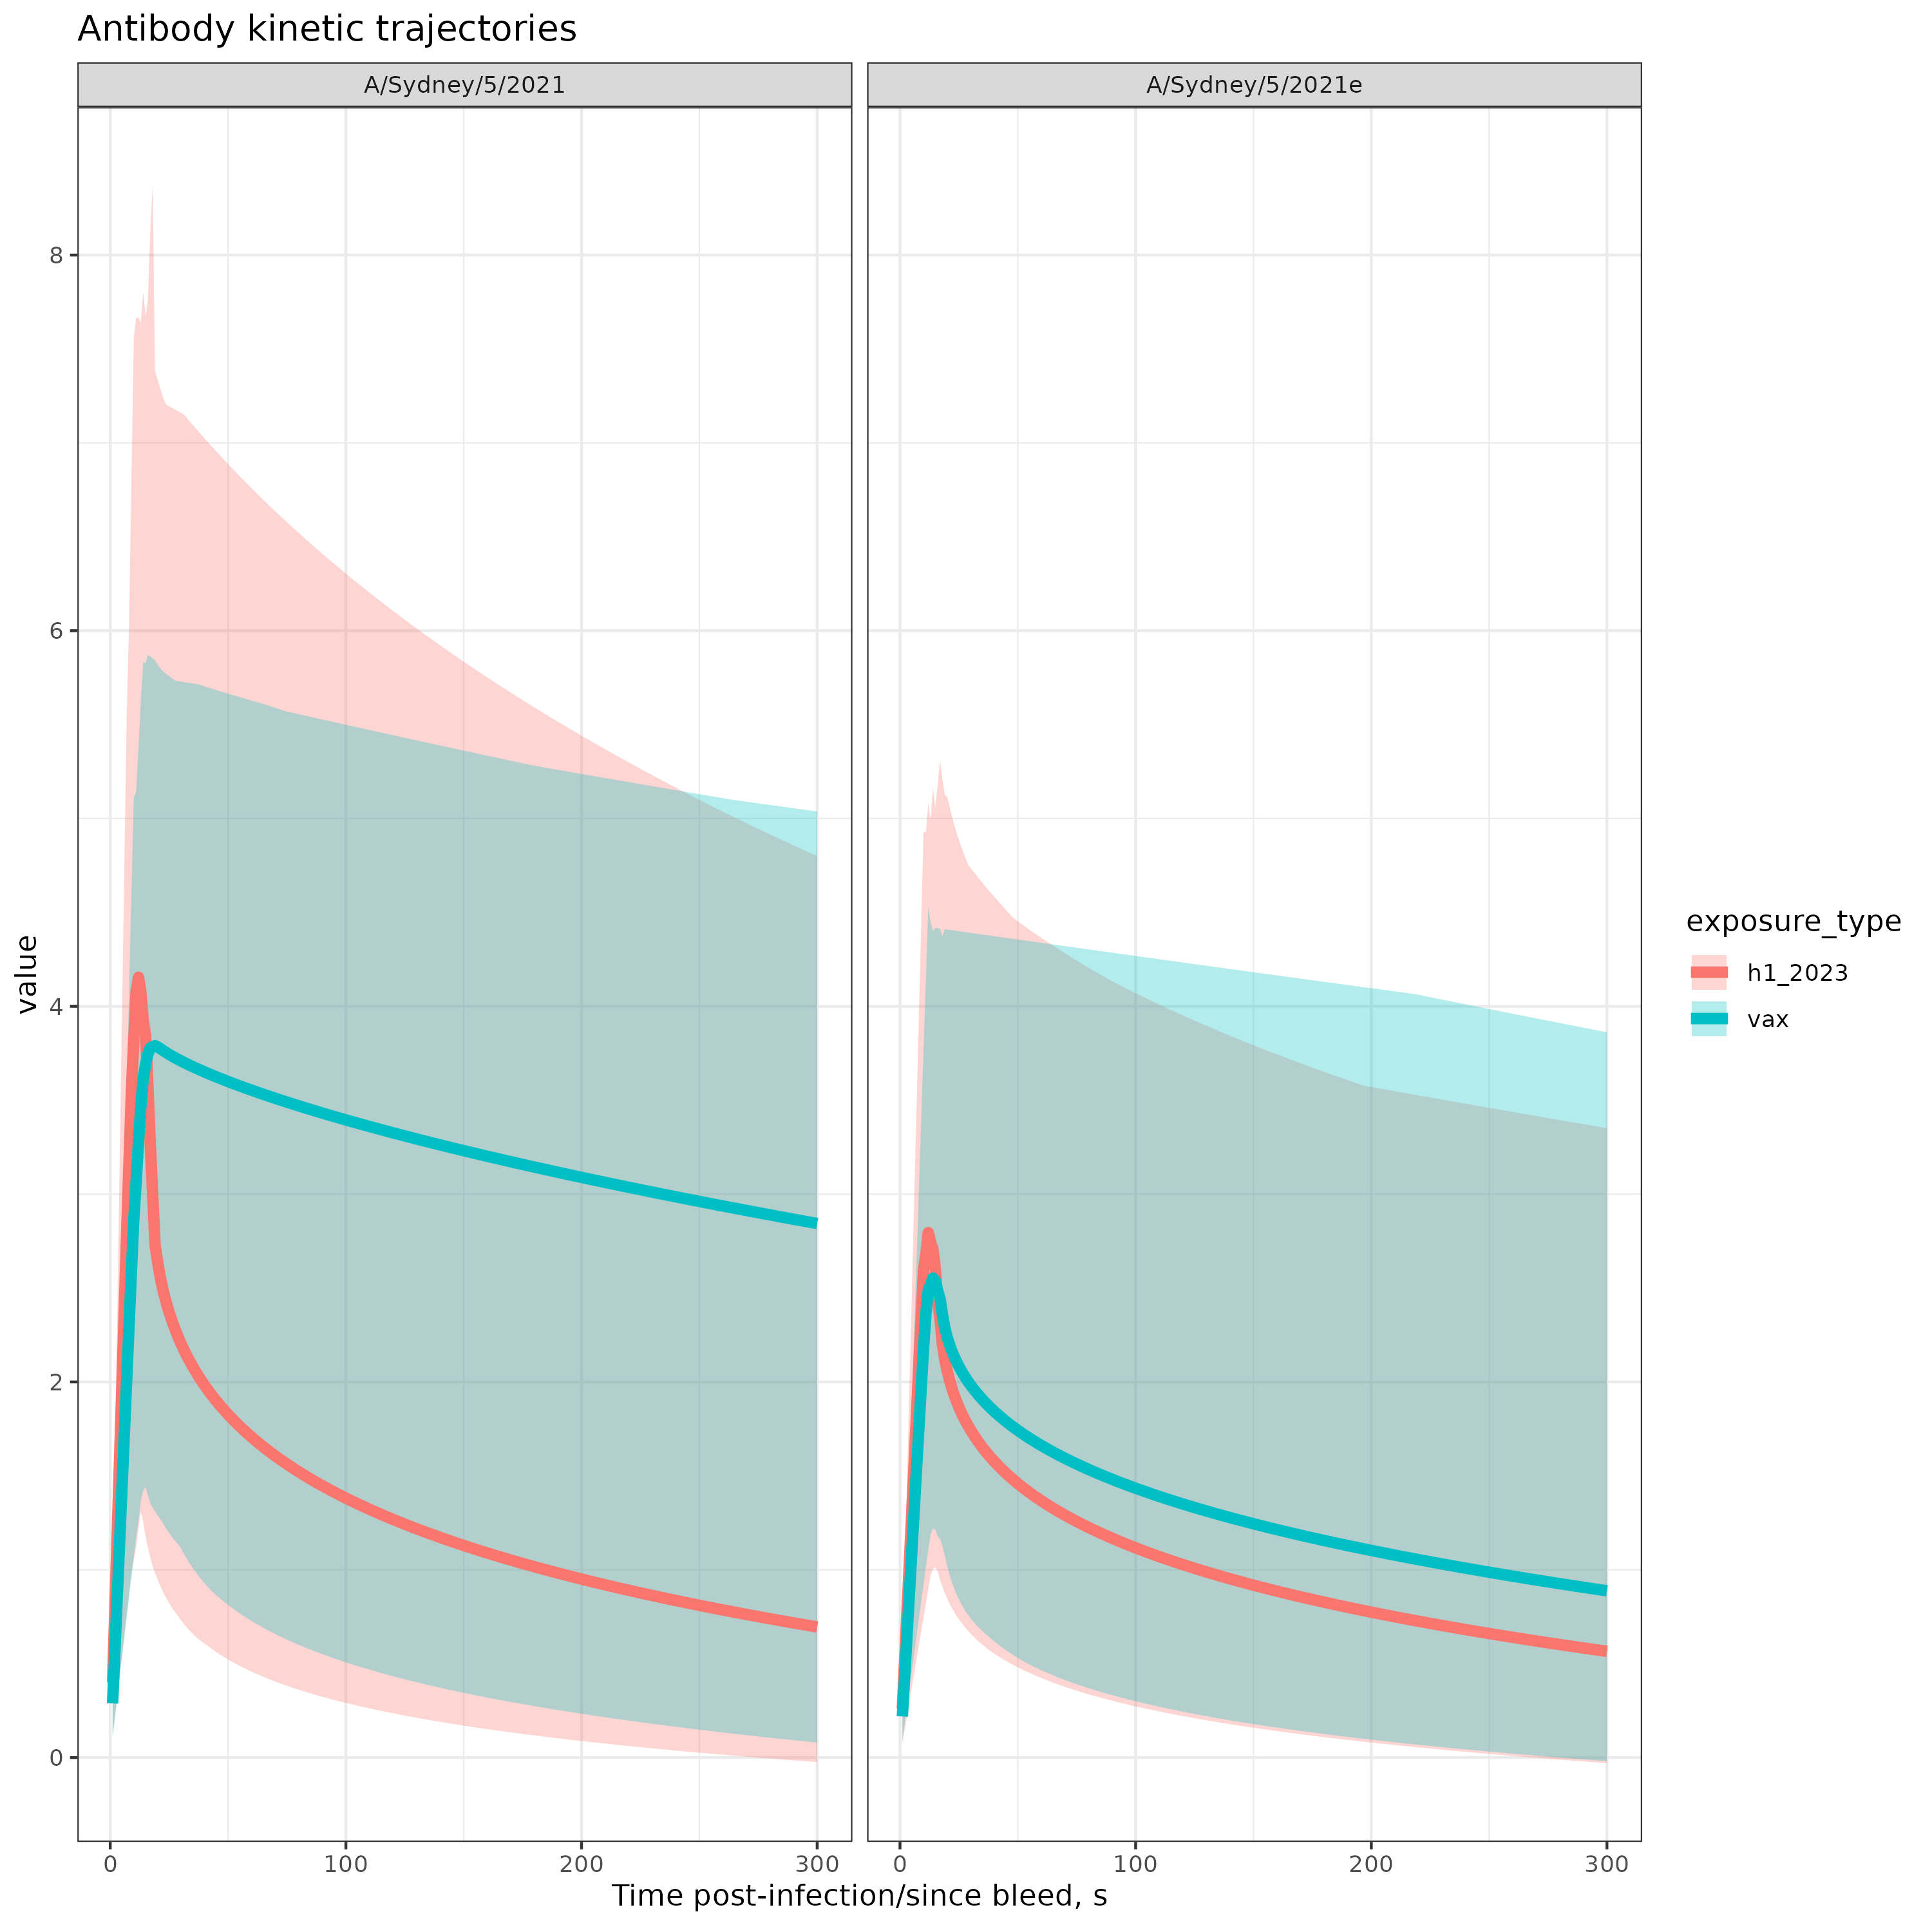 Antibody kinetic trajectories
A/Sydney/5/2021
A/Sydney/5/2021e
8
6
4
2
0
value
0 100 200 300
0 100 200 300
Time post-infection/since bleed, s
exposure_type
h1_2023
vax